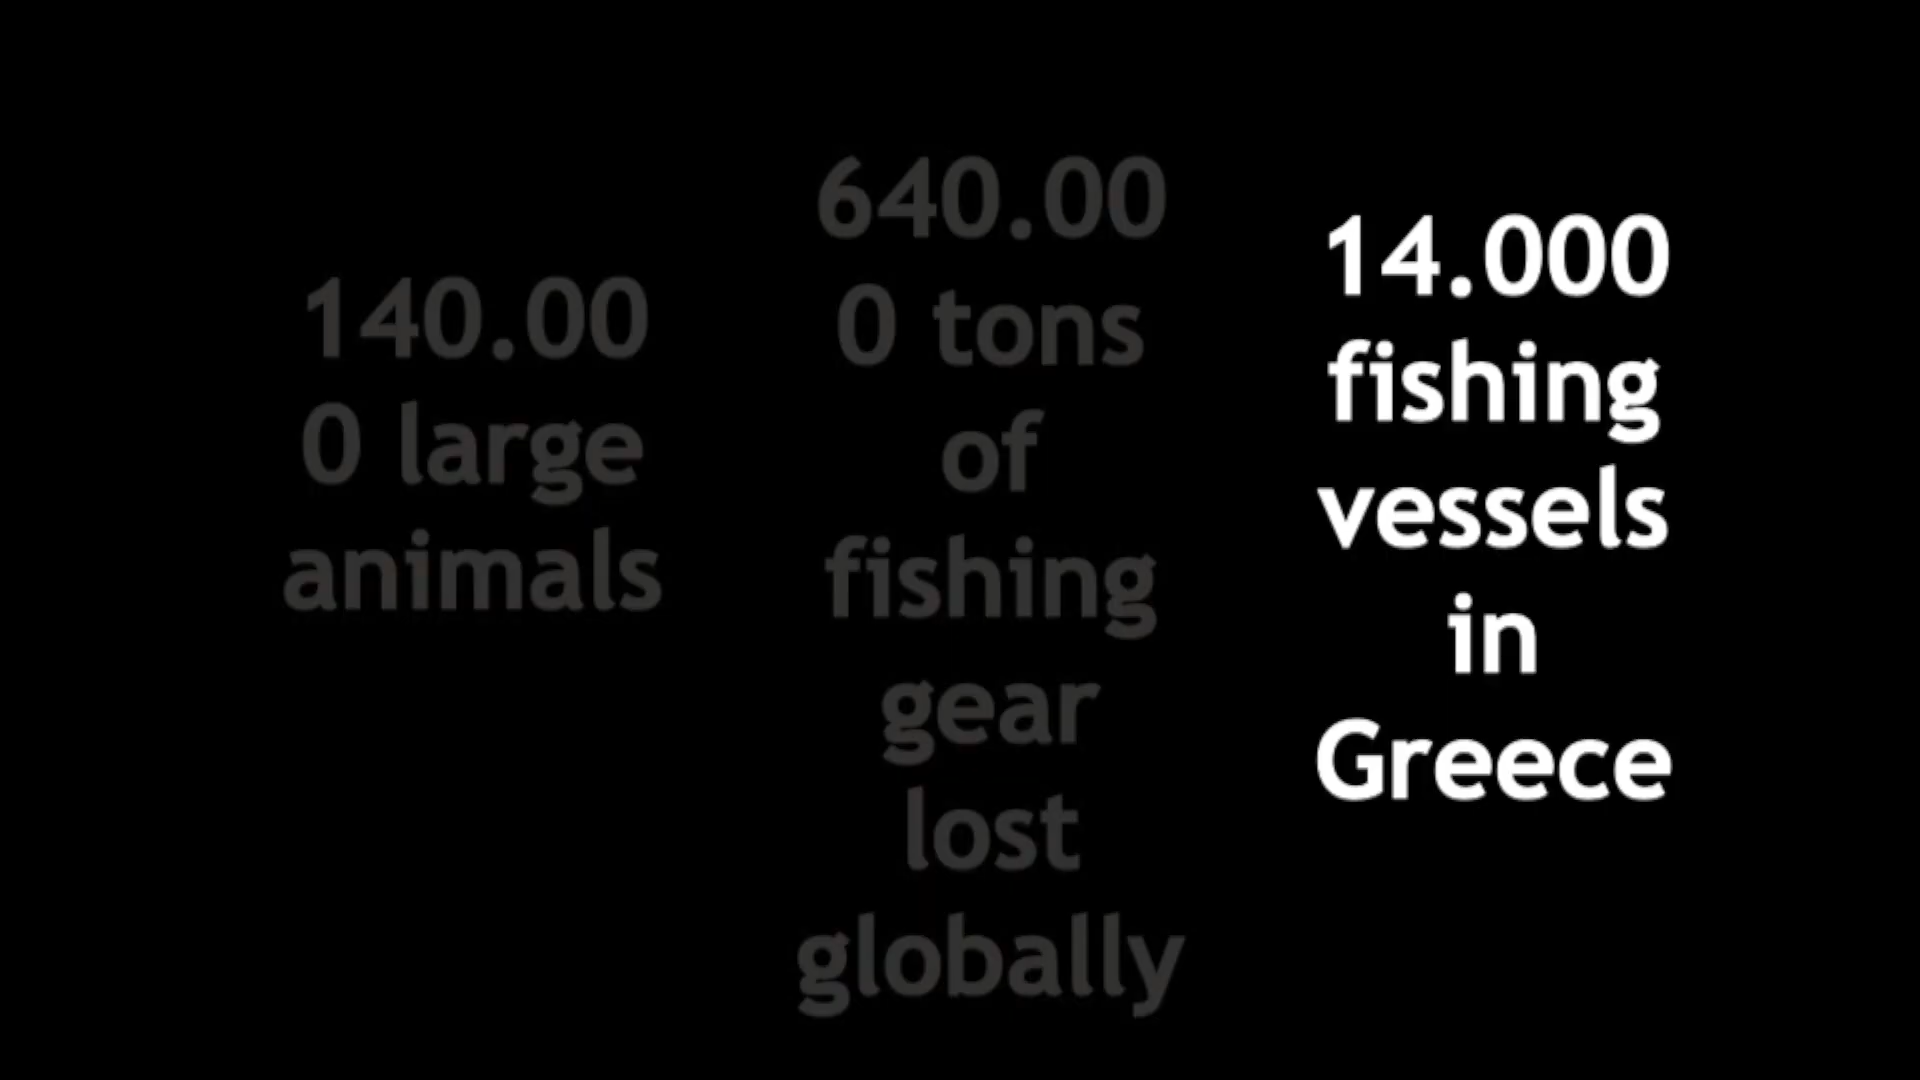 140.00
0 large
animals
640.00
0 tons
of
fishing
gear
lost
globally
14.000
fishing
vessels
in
Greece